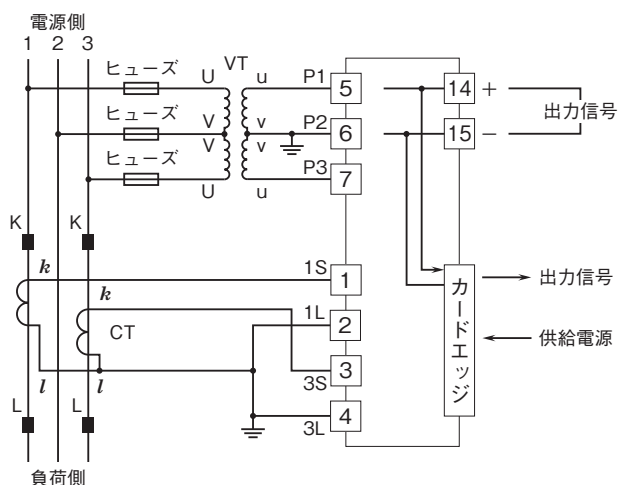 電源側
1 2 3
ヒューズ U VT u P1 5 14 +
出力信号
ヒューズ V v P2 6 15 −
V v
ヒューズ U u P3 7
K K
k 1S 1 出力信号
k
1L 2 カードエッジ
CT 供給電源
3
l l 3S
L L 4
3L
負荷側